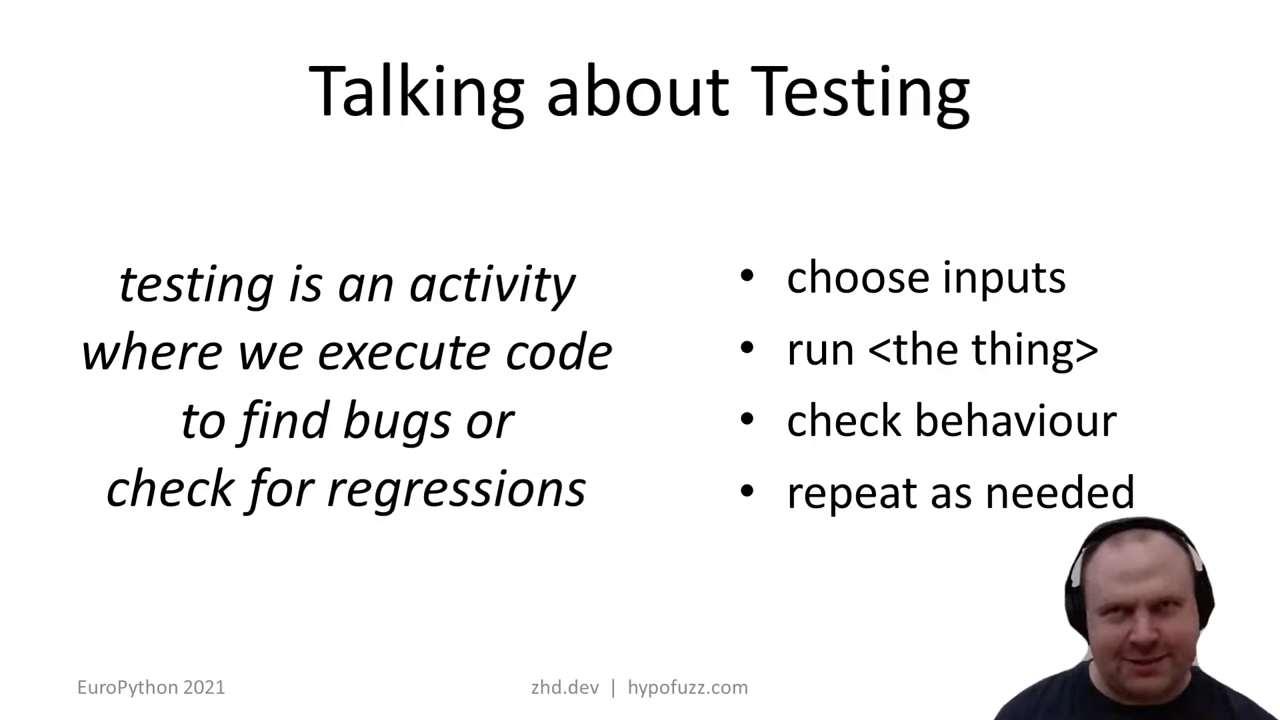 Talking about Testing
testing is an activity
where we execute code
to find bugs or
check for regressions
• choose inputs
• run <the thing>
• check behaviour
• repeat as needed
EuroPython 2021
zhd.dev | hypofuzz.com